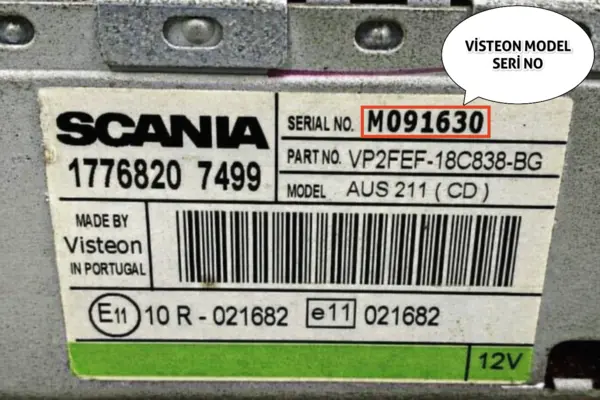 VİSTEON MODEL
SERİ NO
SCANIA
1776820 7499
SERIAL NO. M091630
PART NO. VP2FEF-18C838-BG
MODEL AUS 211 ( CD )
MADE BY
Visteon
IN PORTUGAL
E11 10 R - 021682 e11 021682
12V